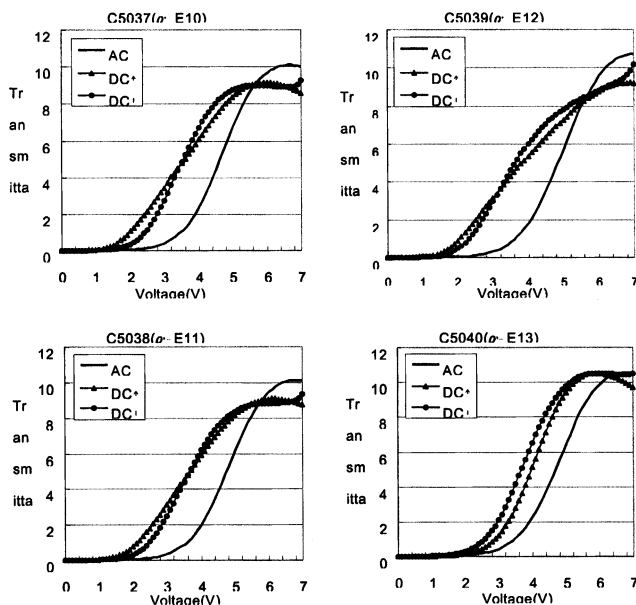 C5037(σ- E10)
12
10
8
6
4
2
0
Tr
an
sm
itta
AC
DC+
DC-
0 1 2 3 4 5 6 7
Voltage(V)
C5039(σ- E12)
12
10
8
6
4
2
0
Tr
an
sm
itta
AC
DC+
DC-
0 1 2 3 4 5 6 7
Voltage(V)
C5038(σ- E11)
12
10
8
6
4
2
0
Tr
an
sm
itta
AC
DC+
DC-
0 1 2 3 4 5 6 7
Voltage(V)
C5040(σ- E13)
12
10
8
6
4
2
0
Tr
an
sm
itta
AC
DC+
DC-
0 1 2 3 4 5 6 7
Voltage(V)